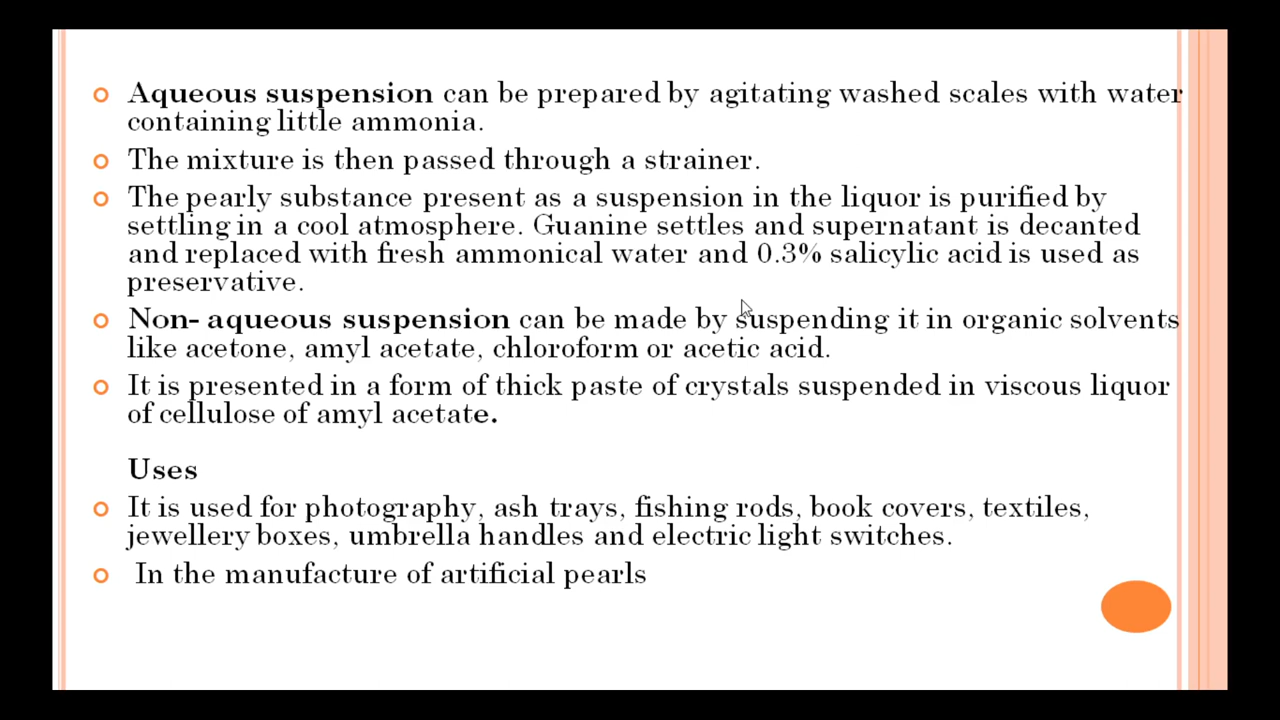 Aqueous suspension can be prepared by agitating washed scales with water
containing little ammonia.
The mixture is then passed through a strainer.
The pearly substance present as a suspension in the liquor is purified by
settling in a cool atmosphere. Guanine settles and supernatant is decanted
and replaced with fresh ammonical water and 0.3% salicylic acid is used as
preservative.
Non- aqueous suspension can be made by suspending it in organic solvents
like acetone, amyl acetate, chloroform or acetic acid.
It is presented in a form of thick paste of crystals suspended in viscous liquor
of cellulose of amyl acetate.
Uses
It is used for photography, ash trays, fishing rods, book covers, textiles,
jewellery boxes, umbrella handles and electric light switches.
In the manufacture of artificial pearls